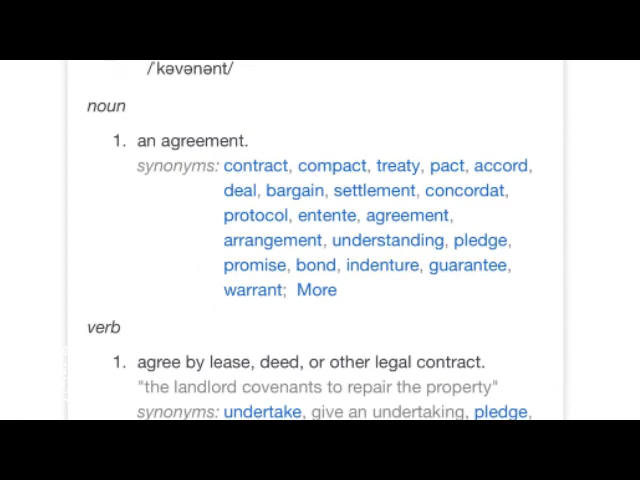 /ˈkəvənənt/
noun
1. an agreement.
synonyms: contract, compact, treaty, pact, accord,
deal, bargain, settlement, concordat,
protocol, entente, agreement,
arrangement, understanding, pledge,
promise, bond, indenture, guarantee,
warrant; More
verb
1. agree by lease, deed, or other legal contract.
"the landlord covenants to repair the property"
synonyms: undertake, give an undertaking, pledge,